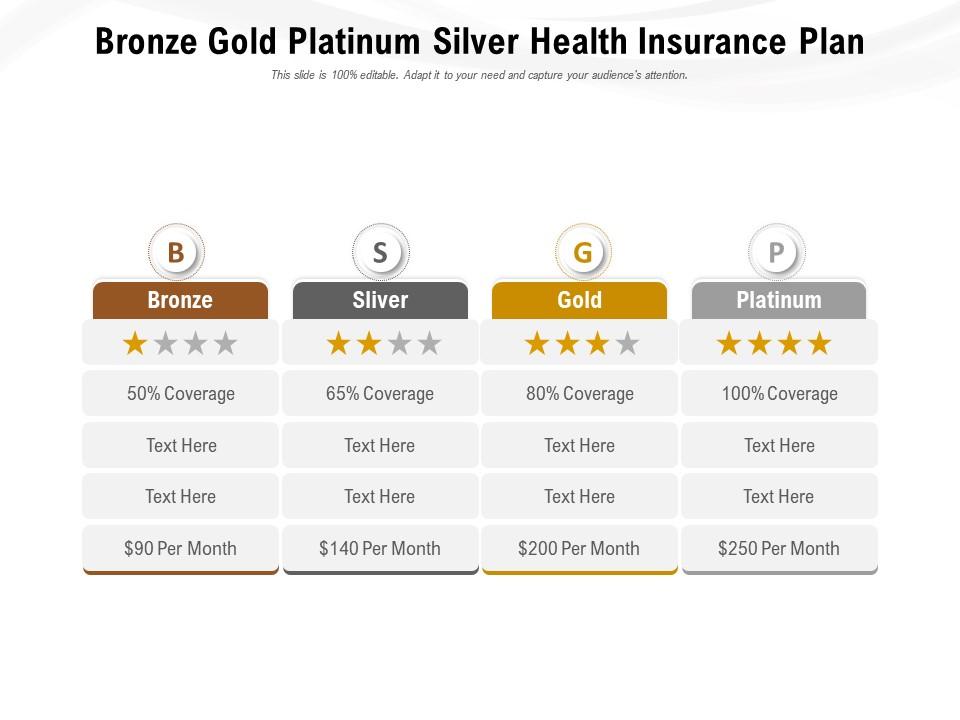 Bronze Gold Platinum Silver Health Insurance Plan
This slide is 100% editable. Adapt it to your need and capture your audience's attention.
B S G P
Bronze Sliver Gold Platinum
50% Coverage 65% Coverage 80% Coverage 100% Coverage
Text Here Text Here Text Here Text Here
Text Here Text Here Text Here Text Here
$90 Per Month $140 Per Month $200 Per Month $250 Per Month